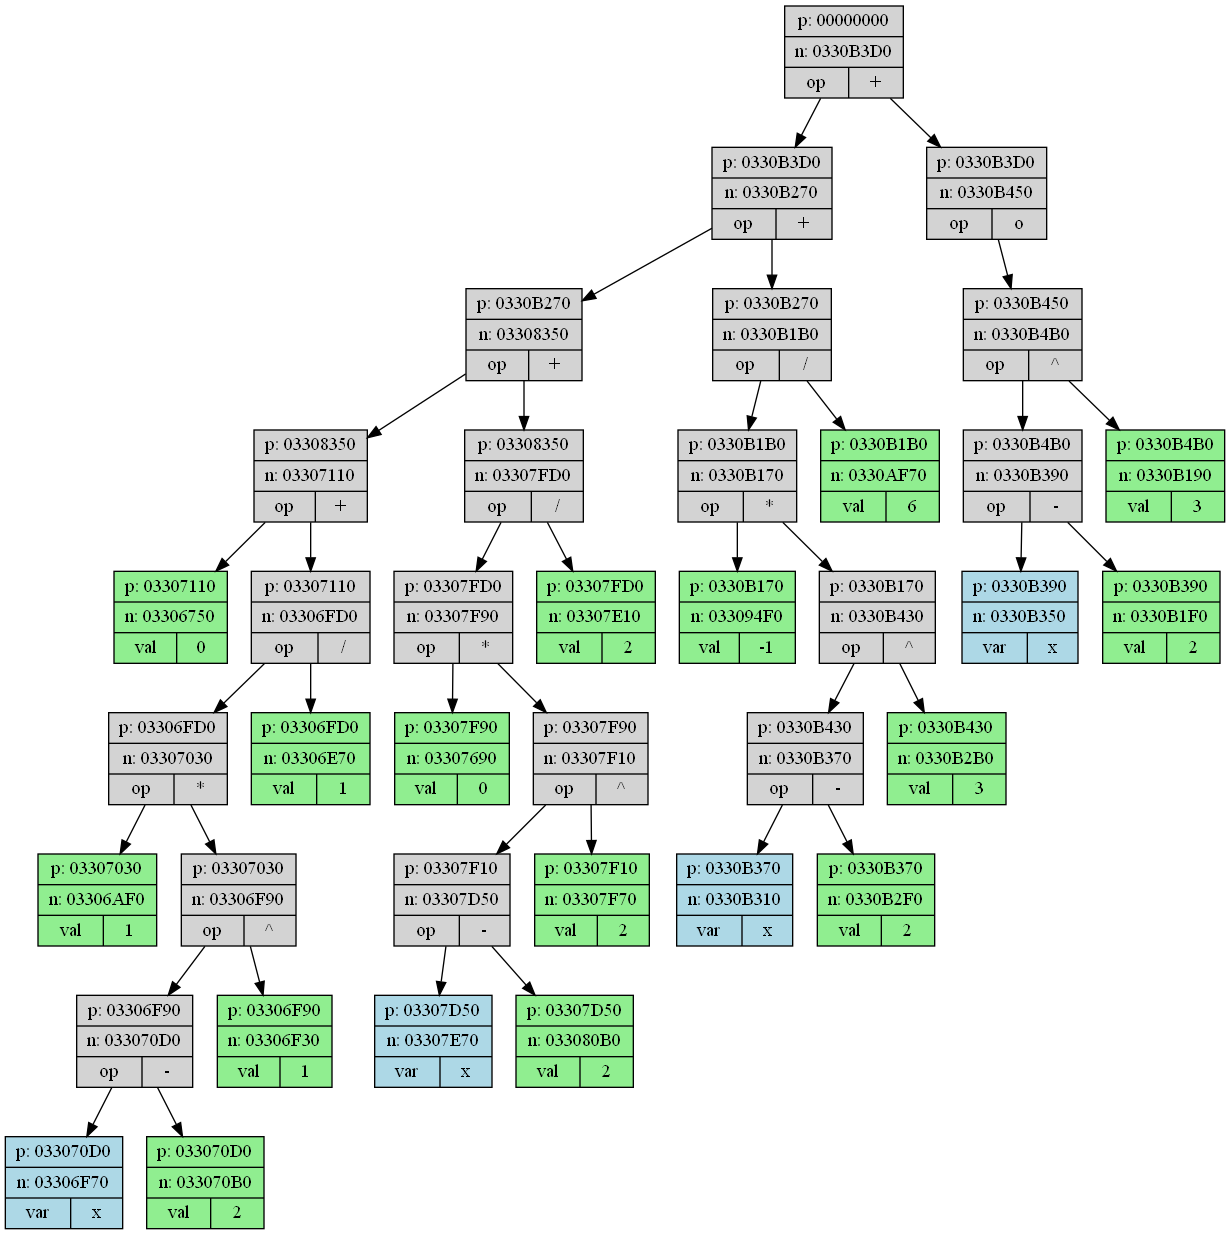 p: 00000000
n: 0330B3D0
op +
p: 0330B3D0
n: 0330B270
op +
p: 0330B3D0
n: 0330B450
op o
p: 0330B270
n: 03308350
op +
p: 0330B270
n: 0330B1B0
op /
p: 0330B450
n: 0330B4B0
op ^
p: 03308350
n: 03307110
op +
p: 03308350
n: 03307FD0
op /
p: 0330B1B0
n: 0330B170
op *
p: 0330B1B0
n: 0330AF70
val 6
p: 0330B4B0
n: 0330B390
op -
p: 0330B4B0
n: 0330B190
val 3
p: 03307110
n: 03306750
val 0
p: 03307110
n: 03306FD0
op /
p: 03307FD0
n: 03307F90
op *
p: 03307FD0
n: 03307E10
val 2
p: 0330B170
n: 033094F0
val -1
p: 0330B170
n: 0330B430
op ^
p: 0330B390
n: 0330B350
var x
p: 0330B390
n: 0330B1F0
val 2
p: 03306FD0
n: 03307030
op *
p: 03306FD0
n: 03306E70
val 1
p: 03307F90
n: 03307690
val 0
p: 03307F90
n: 03307F10
op ^
p: 0330B430
n: 0330B370
op -
p: 0330B430
n: 0330B2B0
val 3
p: 03307030
n: 03306AF0
val 1
p: 03307030
n: 03306F90
op ^
p: 03307F10
n: 03307D50
op -
p: 03307F10
n: 03307F70
val 2
p: 0330B370
n: 0330B310
var x
p: 0330B370
n: 0330B2F0
val 2
p: 03306F90
n: 033070D0
op -
p: 03306F90
n: 03306F30
val 1
p: 03307D50
n: 03307E70
var x
p: 03307D50
n: 033080B0
val 2
p: 033070D0
n: 03306F70
var x
p: 033070D0
n: 033070B0
val 2